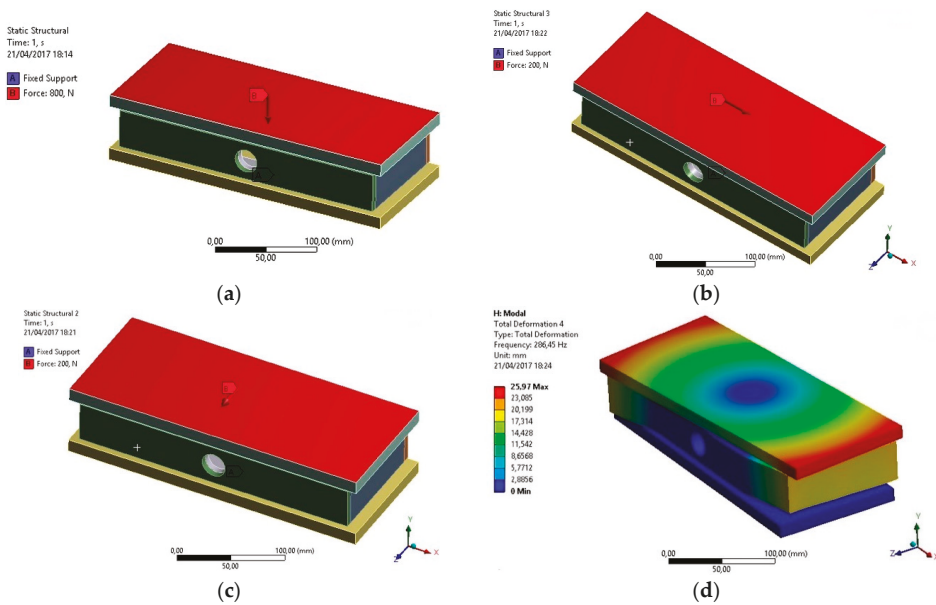 Static Structural
Time: 1, s
21/04/2017 18:14
A Fixed Support
B Force: 800, N
B
0,00 100,00 (mm)
50,00
(a)
Static Structural 3
Time: 1, s
21/04/2017 18:22
A Fixed Support
B Force: 200, N
B
0,00 100,00 (mm)
50,00
Y
Z X
(b)
Static Structural 2
Time: 1, s
21/04/2017 18:21
A Fixed Support
B Force: 200, N
0,00 100,00 (mm)
50,00
Y
Z X
(c)
H: Modal
Total Deformation 4
Type: Total Deformation
Frequency: 286,45 Hz
Unit: mm
21/04/2017 18:24
25,97 Max
23,085
20,199
17,314
14,428
11,542
8,6568
5,7712
2,8856
0 Min
0,00 100,00 (mm)
50,00
Y
Z
(d)